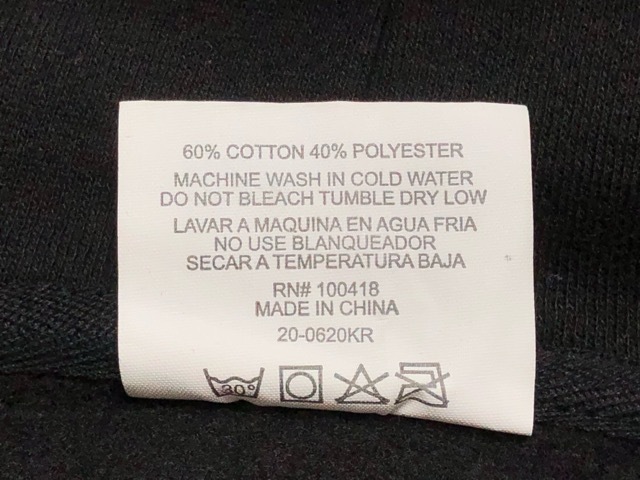 60% COTTON 40% POLYESTER
MACHINE WASH IN COLD WATER
DO NOT BLEACH TUMBLE DRY LOW
LAVAR A MAQUINA EN AGUA FRIA
NO USE BLANQUEADOR
SECAR A TEMPERATURA BAJA
RN# 100418
MADE IN CHINA
20-0620KR
30°